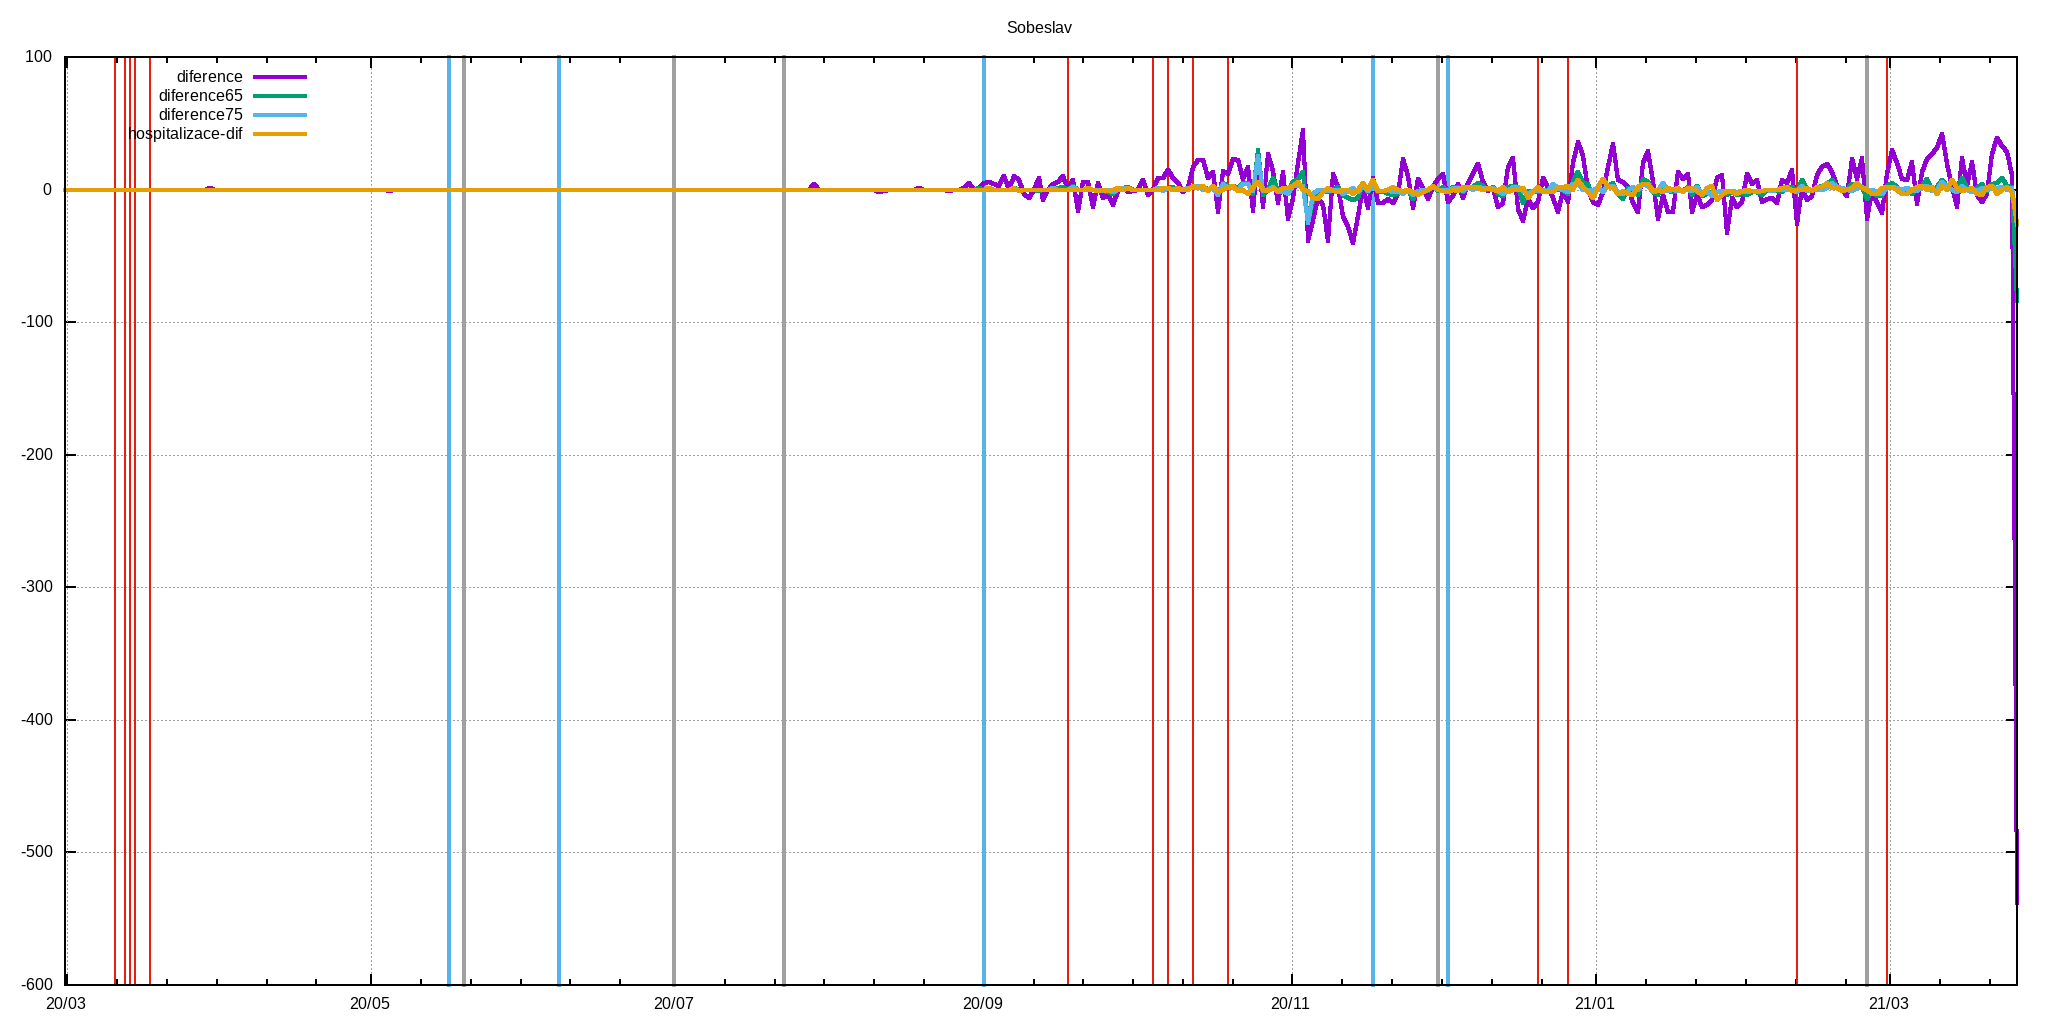 Sobeslav
100
diference
diference65
diference75
hospitalizace-dif
0
-100
-200
-300
-400
-500
-600
20/03 20/05 20/07 20/09 20/11 21/01 21/03